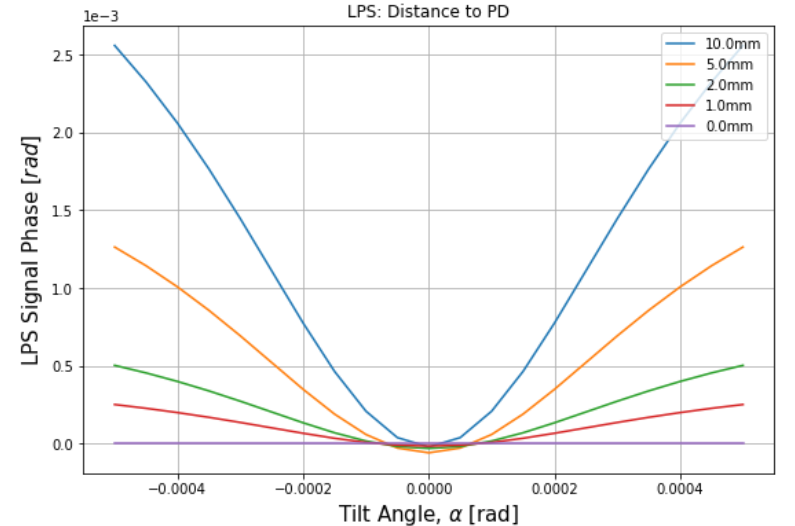 LPS: Distance to PD
1e−3
2.5
2.0
1.5
1.0
0.5
0.0
LPS Signal Phase [rad]
10.0mm
5.0mm
2.0mm
1.0mm
0.0mm
−0.0004
−0.0002
0.0000
0.0002
0.0004
Tilt Angle, α [rad]